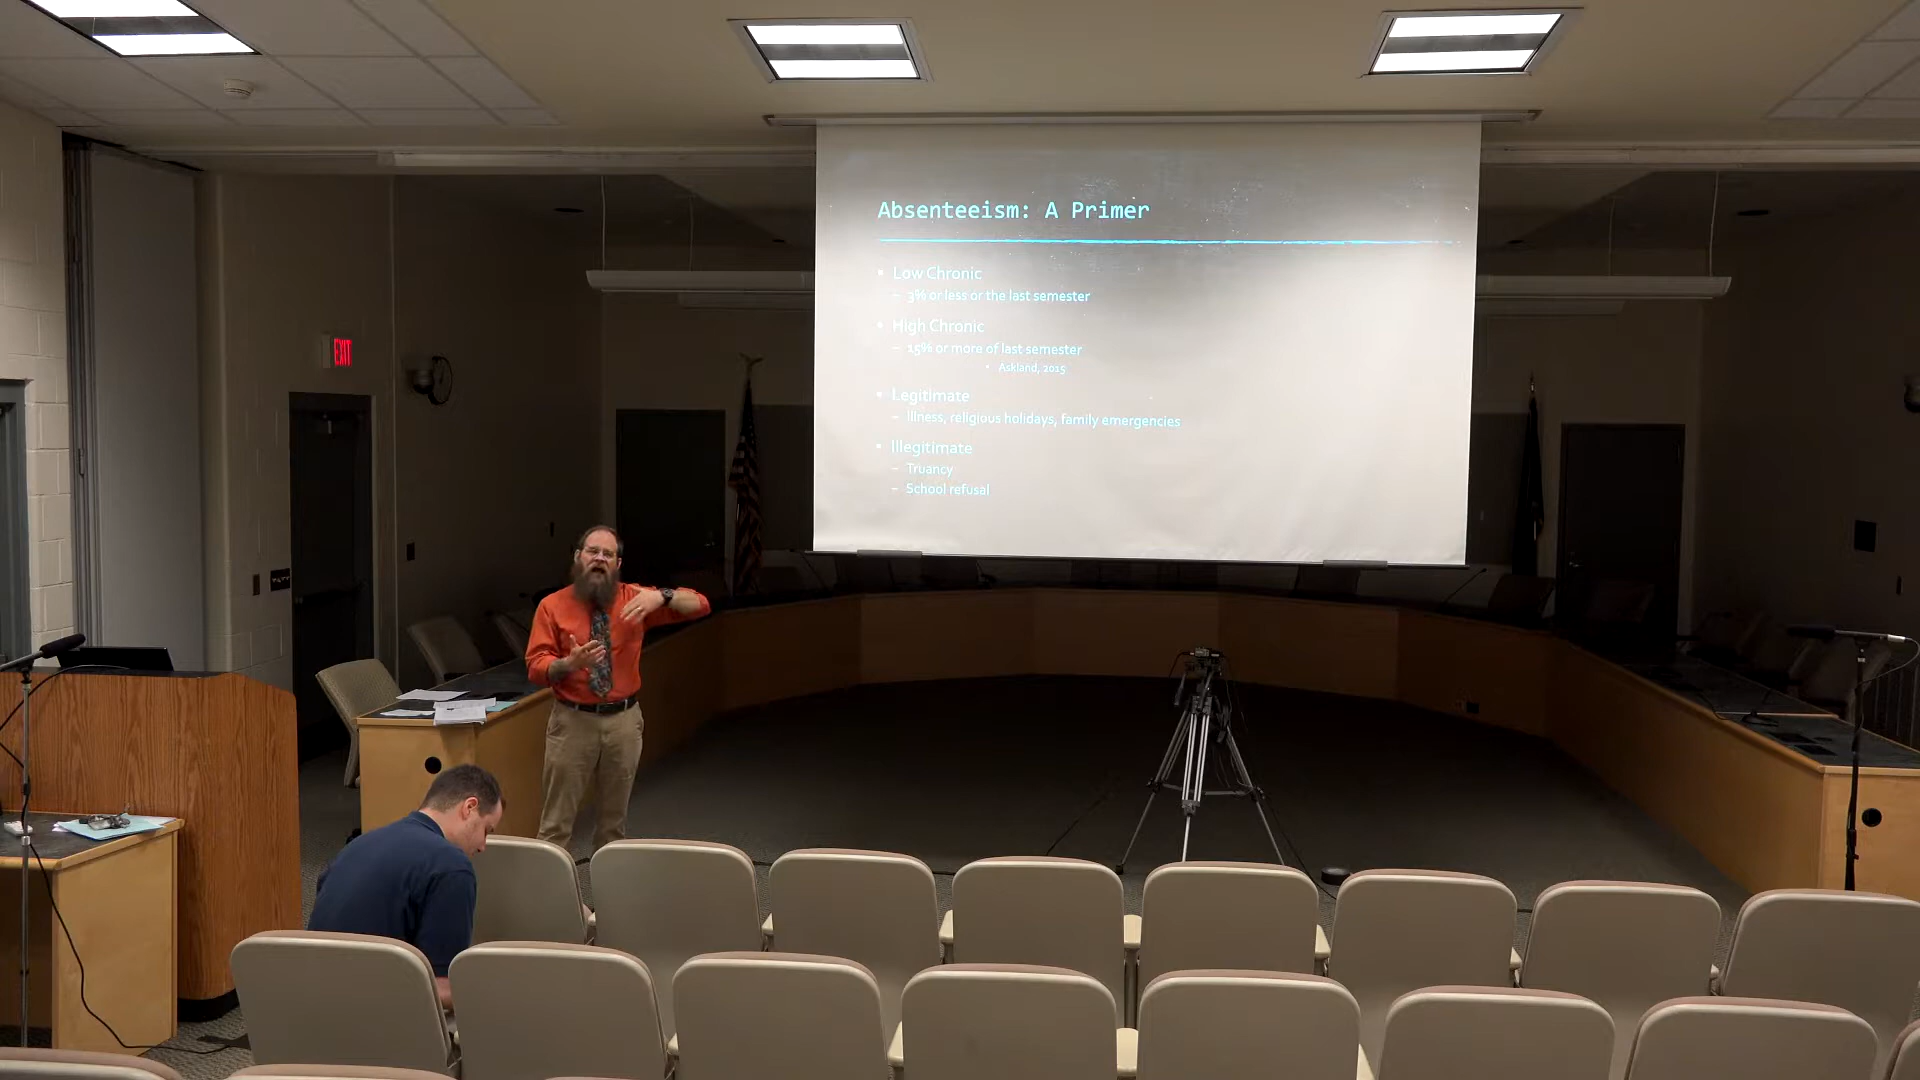 Absenteeism: A Primer
Low Chronic
– 3% or less or the last semester
High Chronic
– 15% or more of last semester
Askland, 2015
Legitimate
– Illness, religious holidays, family emergencies
Illegitimate
– Truancy
– School refusal
EXIT